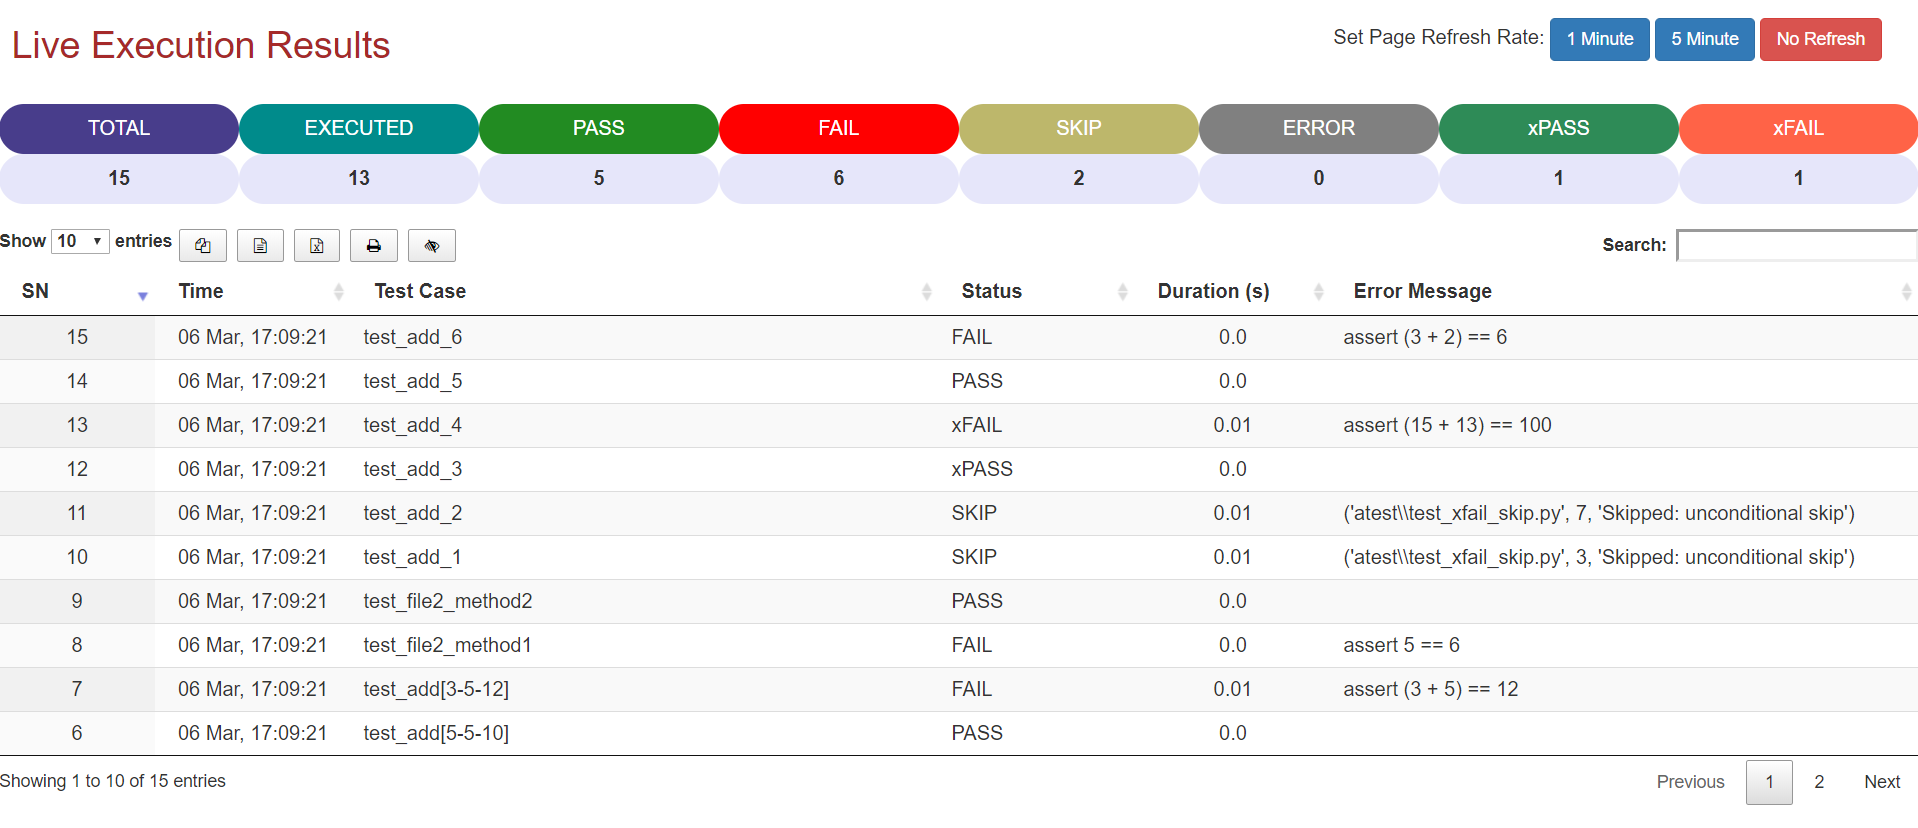 Live Execution Results
Set Page Refresh Rate: 1 Minute 5 Minute No Refresh
TOTAL EXECUTED PASS FAIL SKIP ERROR xPASS xFAIL
15 13 5 6 2 0 1 1
Show 10 entries Search:
SN Time Test Case Status Duration (s) Error Message
15 06 Mar, 17:09:21 test_add_6 FAIL 0.0 assert (3 + 2) == 6
14 06 Mar, 17:09:21 test_add_5 PASS 0.0
13 06 Mar, 17:09:21 test_add_4 xFAIL 0.01 assert (15 + 13) == 100
12 06 Mar, 17:09:21 test_add_3 xPASS 0.0
11 06 Mar, 17:09:21 test_add_2 SKIP 0.01 ('atest\\test_xfail_skip.py', 7, 'Skipped: unconditional skip')
10 06 Mar, 17:09:21 test_add_1 SKIP 0.01 ('atest\\test_xfail_skip.py', 3, 'Skipped: unconditional skip')
9 06 Mar, 17:09:21 test_file2_method2 PASS 0.0
8 06 Mar, 17:09:21 test_file2_method1 FAIL 0.0 assert 5 == 6
7 06 Mar, 17:09:21 test_add[3-5-12] FAIL 0.01 assert (3 + 5) == 12
6 06 Mar, 17:09:21 test_add[5-5-10] PASS 0.0
Showing 1 to 10 of 15 entries Previous 1 2 Next